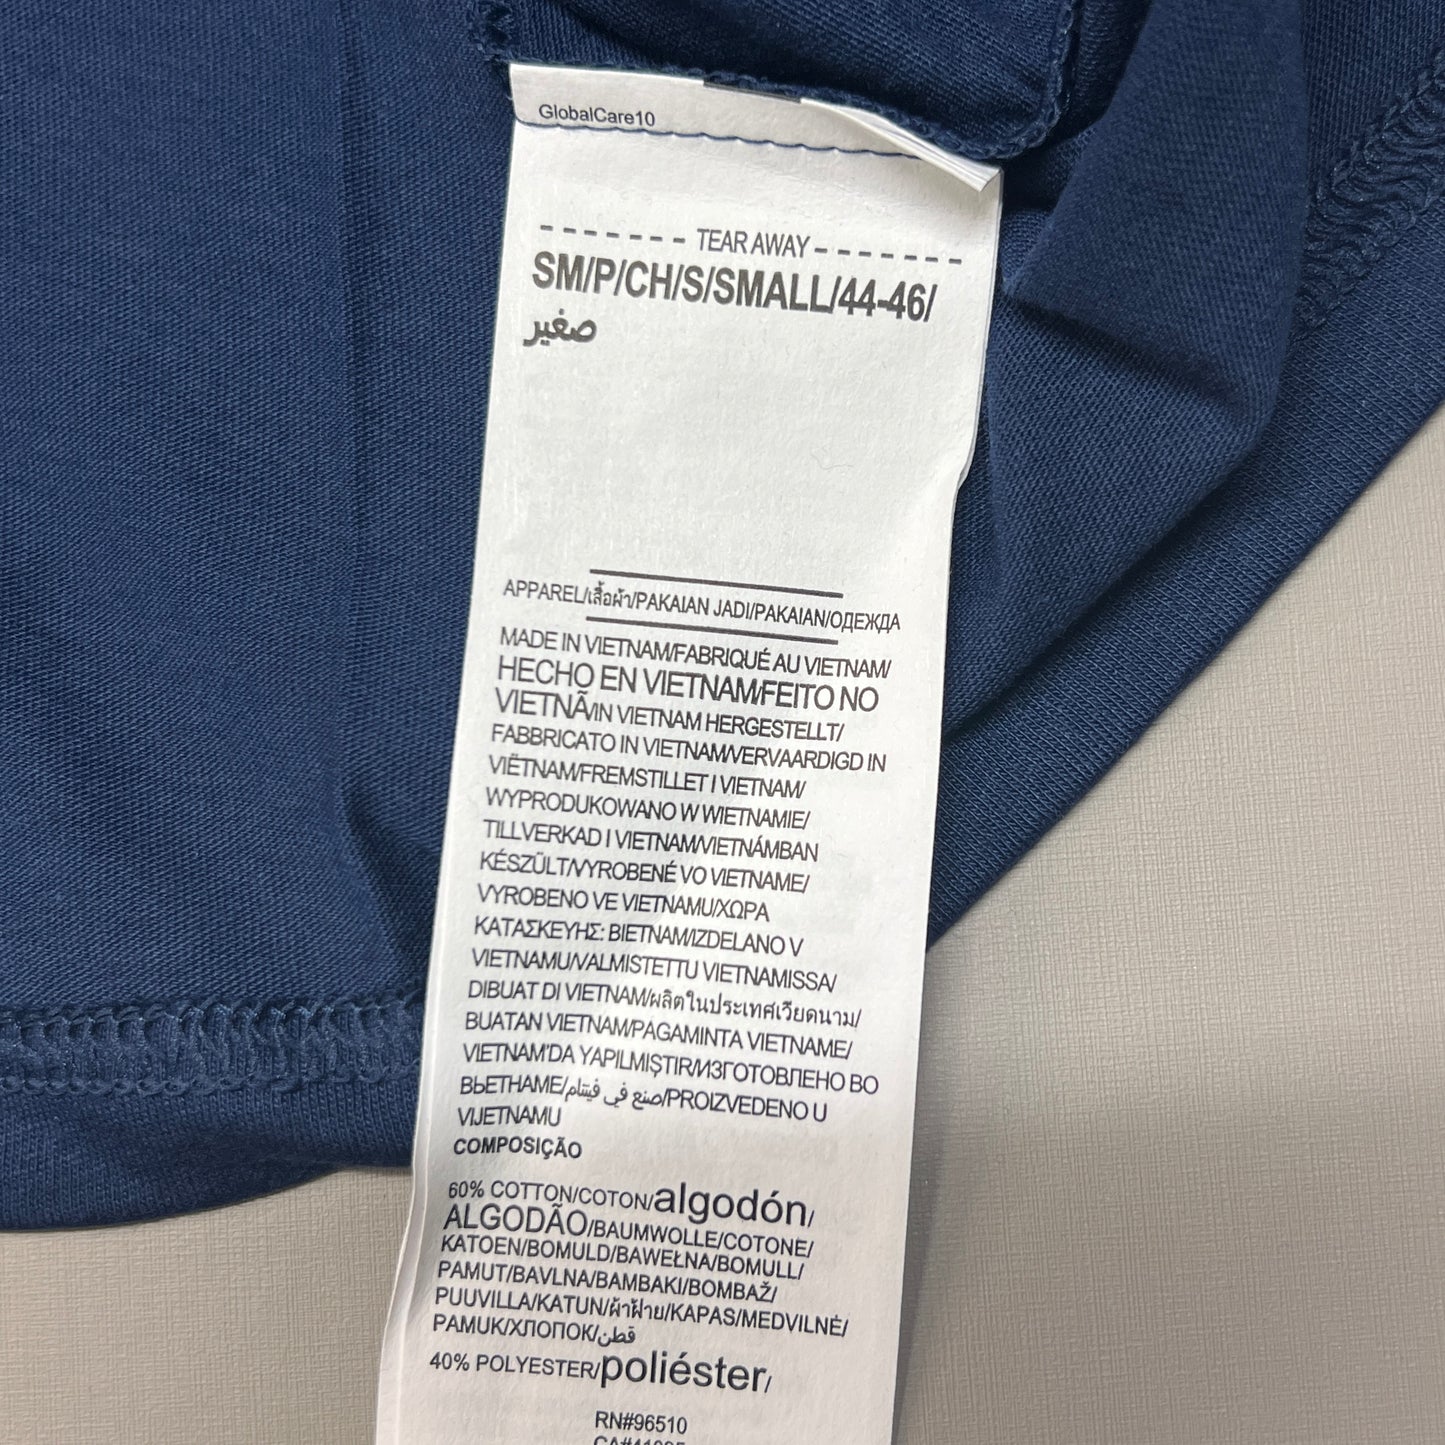 GlobalCare10
- - - - - - - TEAR AWAY - - - - - - -
SM/P/CH/S/SMALL/44-46/
صغير
APPAREL/เสื้อผ้า/PAKAIAN JADI/PAKAIAN/ОДЕЖДА
MADE IN VIETNAM/FABRIQUÉ AU VIETNAM/
HECHO EN VIETNAM/FEITO NO
VIETNÃ/IN VIETNAM HERGESTELLT/
FABBRICATO IN VIETNAM/VERVAARDIGD IN
VIËTNAM/FREMSTILLET I VIETNAM/
WYPRODUKOWANO W WIETNAMIE/
TILLVERKAD I VIETNAM/VIETNÁMBAN
KÉSZÜLT/VYROBENÉ VO VIETNAME/
VYROBENO VE VIETNAMU/ΧΩΡΑ
ΚΑΤΑΣΚΕΥΗΣ: ΒΙΕΤΝΑΜ/IZDELANO V
VIETNAMU/VALMISTETTU VIETNAMISSA/
DIBUAT DI VIETNAM/ผลิตในประเทศเวียดนาม/
BUATAN VIETNAM/PAGAMINTA VIETNAME/
VIETNAM'DA YAPILMIŞTIR/ИЗГОТОВЛЕНО ВО
ВЬЕТНАМЕ/صنع في فيتنام/PROIZVEDENO U
VIJETNAMU
COMPOSIÇÃO
60% COTTON/COTON/algodón/
ALGODÃO/BAUMWOLLE/COTONE/
KATOEN/BOMULD/BAWEŁNA/BOMULL/
PAMUT/BAVLNA/BAMBAKI/BOMBAŽ/
PUUVILLA/KATUN/ผ้าฝ้าย/KAPAS/MEDVILNĖ/
PAMUK/ХЛОПОК/قطن
40% POLYESTER/poliéster/
RN#96510